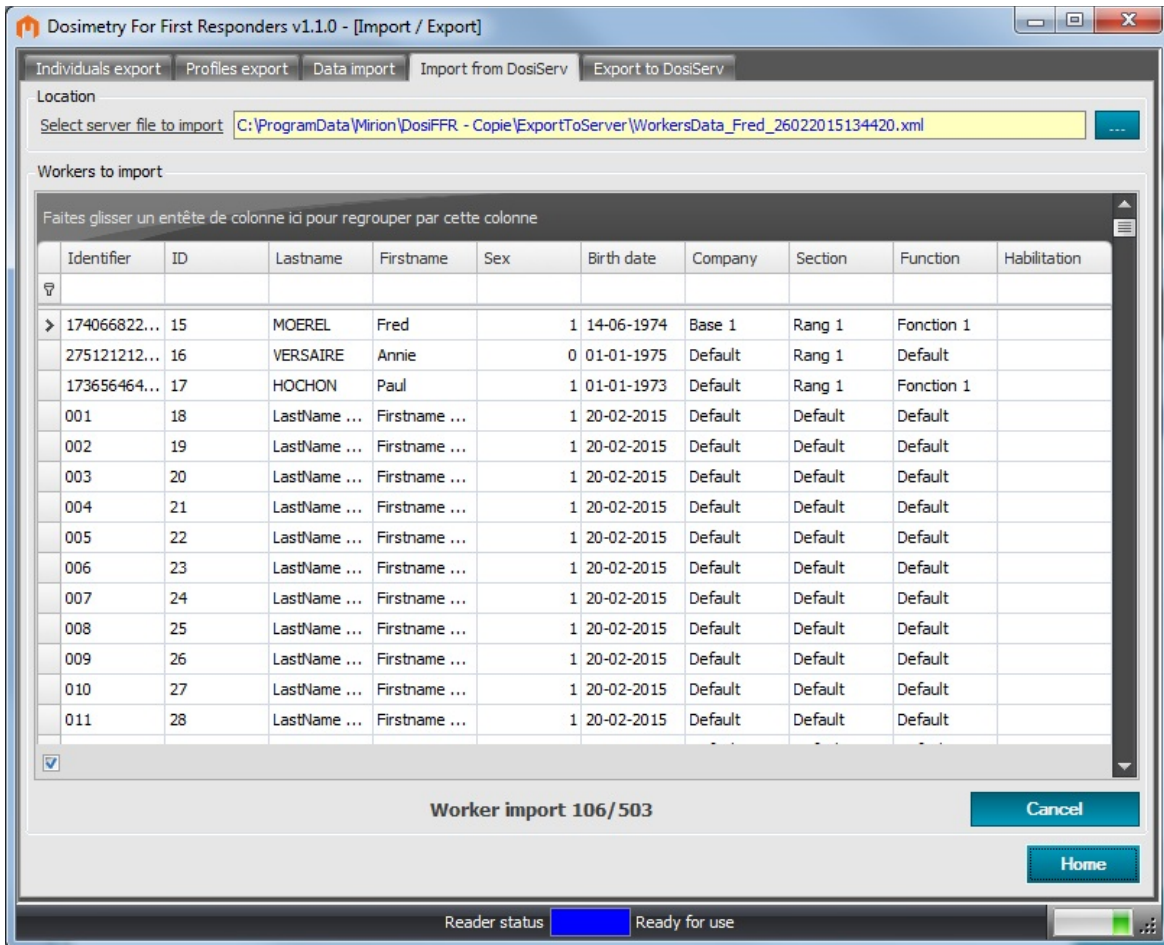 Dosimetry For First Responders v1.1.0 - [Import / Export]
Individuals export Profiles export Data import Import from DosiServ Export to DosiServ
Location
Select server file to import C:\ProgramData\Mirion\DosiFFR - Copie\ExportToServer\WorkersData_Fred_26022015134420.xml ...
Workers to import
Faites glisser un entête de colonne ici pour regrouper par cette colonne
Identifier ID Lastname Firstname Sex Birth date Company Section Function Habilitation
174066822... 15 MOEREL Fred 1 14-06-1974 Base 1 Rang 1 Fonction 1
275121212... 16 VERSAIRE Annie 0 01-01-1975 Default Rang 1 Default
173656464... 17 HOCHON Paul 1 01-01-1973 Default Rang 1 Fonction 1
001 18 LastName ... Firstname ... 1 20-02-2015 Default Default Default
002 19 LastName ... Firstname ... 1 20-02-2015 Default Default Default
003 20 LastName ... Firstname ... 1 20-02-2015 Default Default Default
004 21 LastName ... Firstname ... 1 20-02-2015 Default Default Default
005 22 LastName ... Firstname ... 1 20-02-2015 Default Default Default
006 23 LastName ... Firstname ... 1 20-02-2015 Default Default Default
007 24 LastName ... Firstname ... 1 20-02-2015 Default Default Default
008 25 LastName ... Firstname ... 1 20-02-2015 Default Default Default
009 26 LastName ... Firstname ... 1 20-02-2015 Default Default Default
010 27 LastName ... Firstname ... 1 20-02-2015 Default Default Default
011 28 LastName ... Firstname ... 1 20-02-2015 Default Default Default
Worker import 106/503 Cancel
Home
Reader status Ready for use